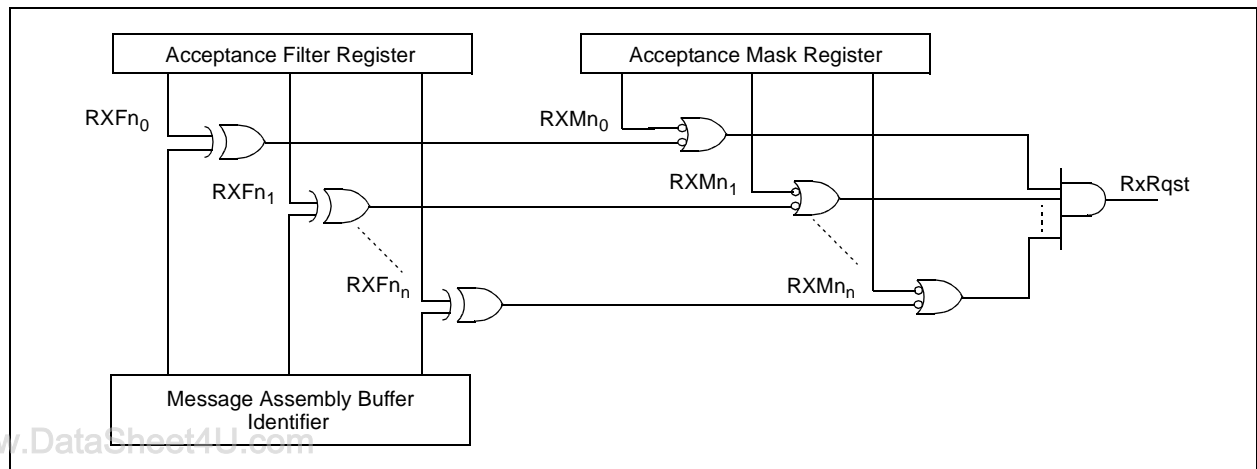 Acceptance Filter Register
Acceptance Mask Register
RXFn0
RXMn0
RXFn1
RXMn1
RxRqst
RXFnn
RXMnn
Message Assembly Buffer
Identifier
w.DataSheet4U.com